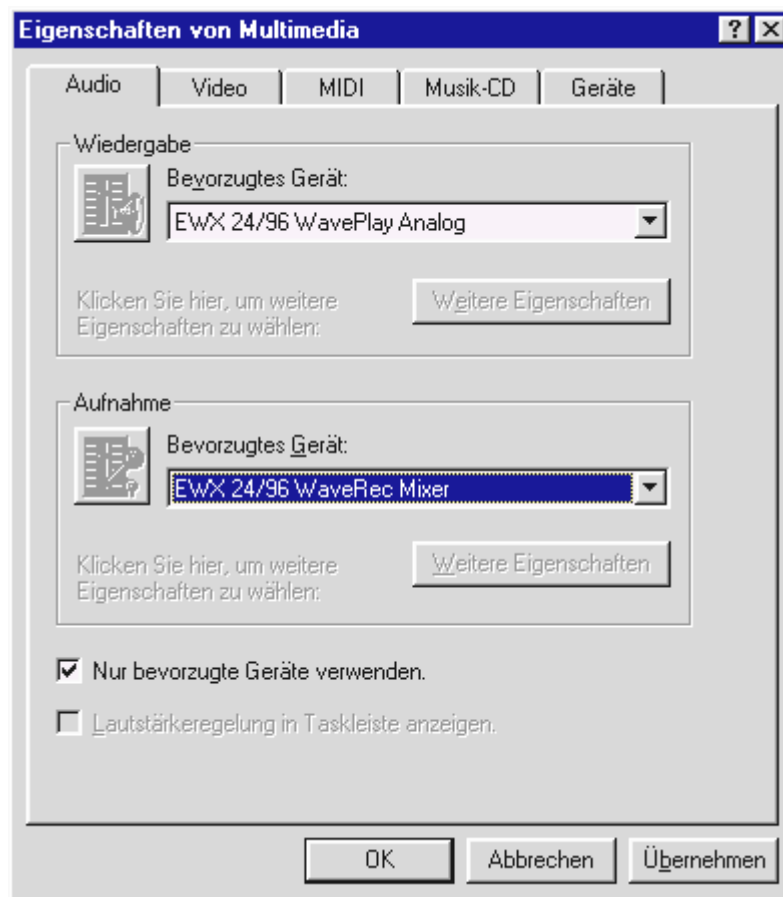 Eigenschaften von Multimedia
Audio Video MIDI Musik-CD Geräte
Wiedergabe
Bevorzugtes Gerät:
EWX 24/96 WavePlay Analog
Klicken Sie hier, um weitere
Eigenschaften zu wählen:
Weitere Eigenschaften
Aufnahme
Bevorzugtes Gerät:
EWX 24/96 WaveRec Mixer
Klicken Sie hier, um weitere
Eigenschaften zu wählen:
Weitere Eigenschaften
Nur bevorzugte Geräte verwenden.
Lautstärkeregelung in Taskleiste anzeigen.
OK Abbrechen Übernehmen